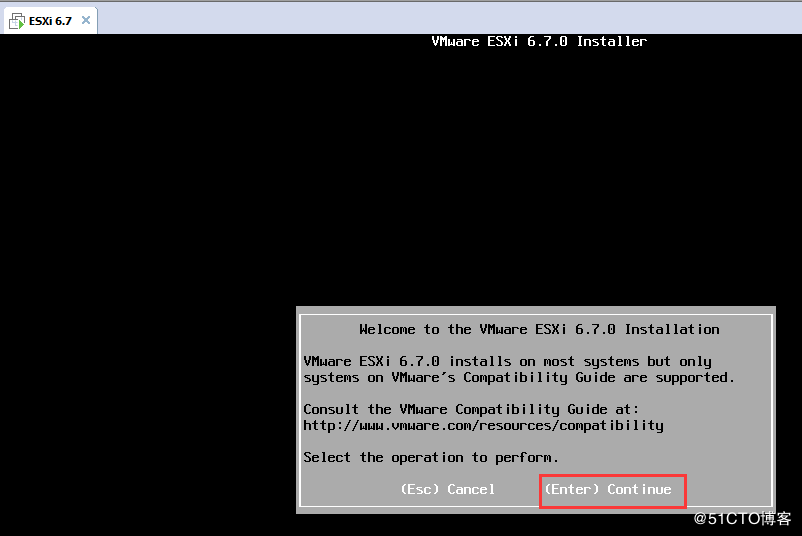 ESXi 6.7
VMware ESXi 6.7.0 Installer
Welcome to the VMware ESXi 6.7.0 Installation
VMware ESXi 6.7.0 installs on most systems but only
systems on VMware's Compatibility Guide are supported.
Consult the VMware Compatibility Guide at:
http://www.vmware.com/resources/compatibility
Select the operation to perform.
(Esc) Cancel (Enter) Continue
@51CTO博客